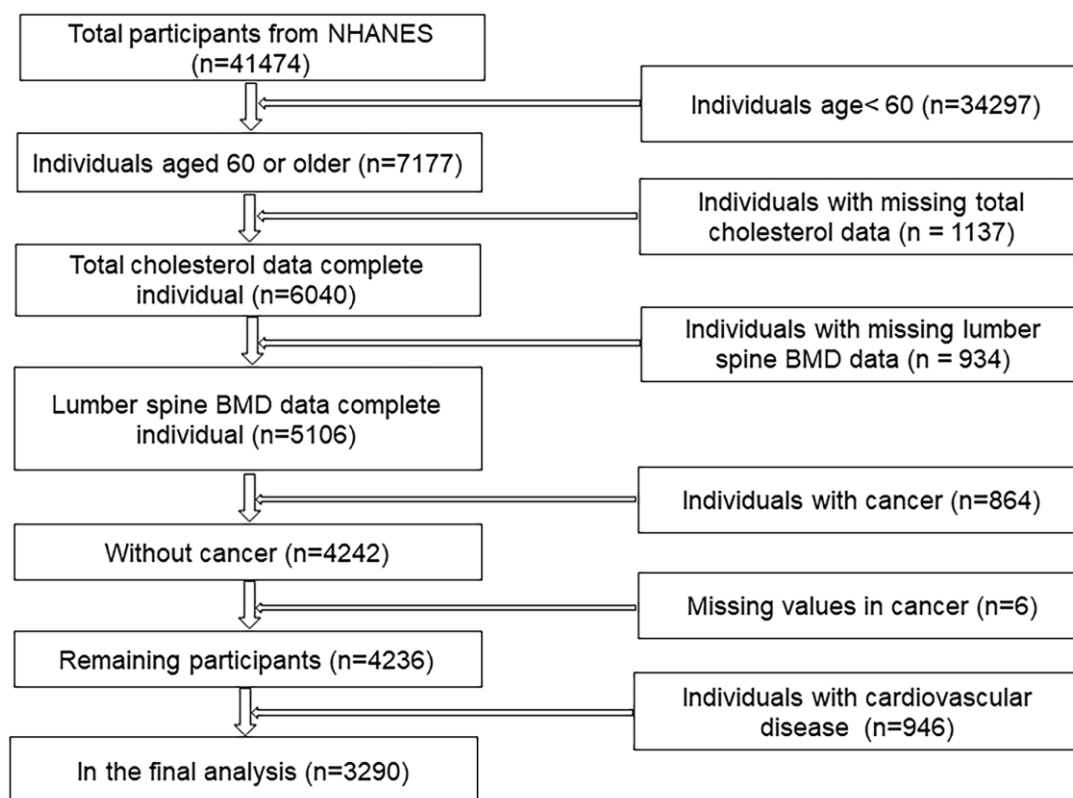 Total participants from NHANES
(n=41474)
Individuals age< 60 (n=34297)
Individuals aged 60 or older (n=7177)
Individuals with missing total
cholesterol data (n = 1137)
Total cholesterol data complete
individual (n=6040)
Individuals with missing lumber
spine BMD data (n = 934)
Lumber spine BMD data complete
individual (n=5106)
Individuals with cancer (n=864)
Without cancer (n=4242)
Missing values in cancer (n=6)
Remaining participants (n=4236)
Individuals with cardiovascular
disease (n=946)
In the final analysis (n=3290)